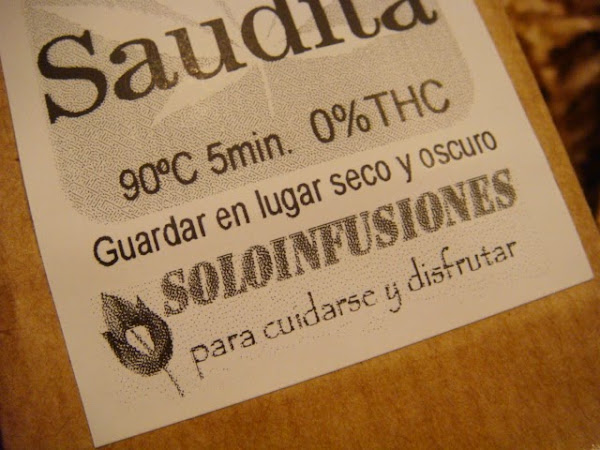 Saudita
90ºC 5min. 0%THC
Guardar en lugar seco y oscuro
SOLOINFUSIONES
para cuidarse y disfrutar